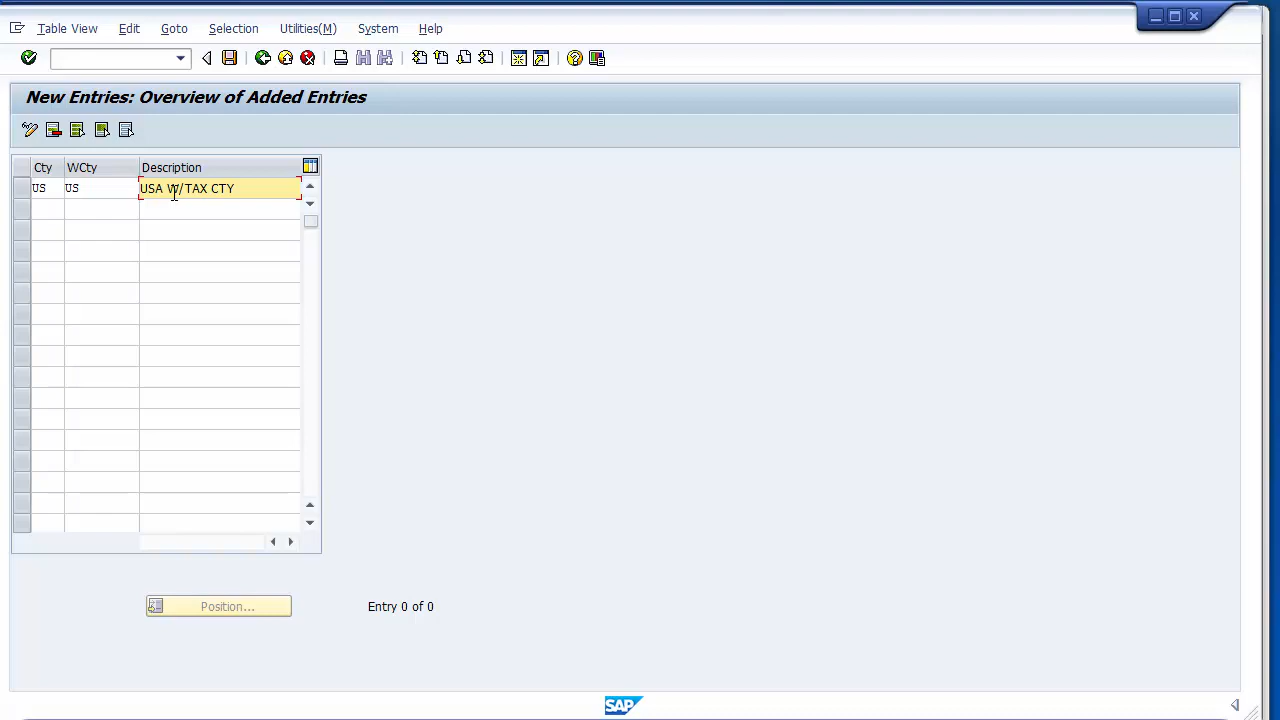 Table View Edit Goto Selection Utilities(M) System Help
New Entries: Overview of Added Entries
Cty WCty Description
US US USA W/TAX CTY
Position... Entry 0 of 0
SAP